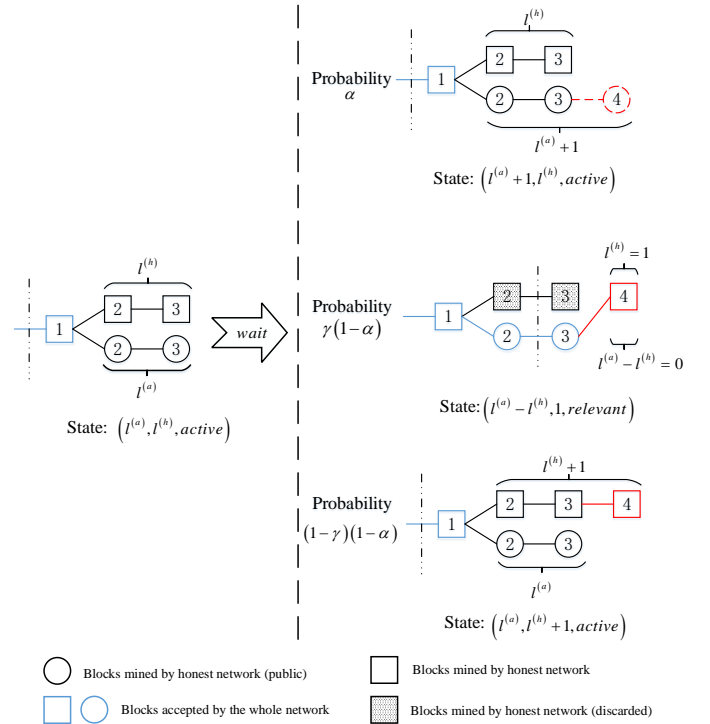 l^{(h)}
2 3
Probability
α
1
2 3 4
l^{(a)}+1
State: (l^{(a)}+1, l^{(h)}, active)
l^{(h)}
2 3
1
2 3
l^{(a)}
State: (l^{(a)}, l^{(h)}, active)
wait
l^{(h)}=1
2 3 4
Probability
γ(1-α)
1
2 3
l^{(a)}-l^{(h)}=0
State: (l^{(a)}-l^{(h)}, 1, relevant)
l^{(h)}+1
2 3 4
Probability
(1-γ)(1-α)
1
2 3
l^{(a)}
State: (l^{(a)}, l^{(h)}+1, active)
Blocks mined by honest network (public)
Blocks mined by honest network
Blocks accepted by the whole network
Blocks mined by honest network (discarded)